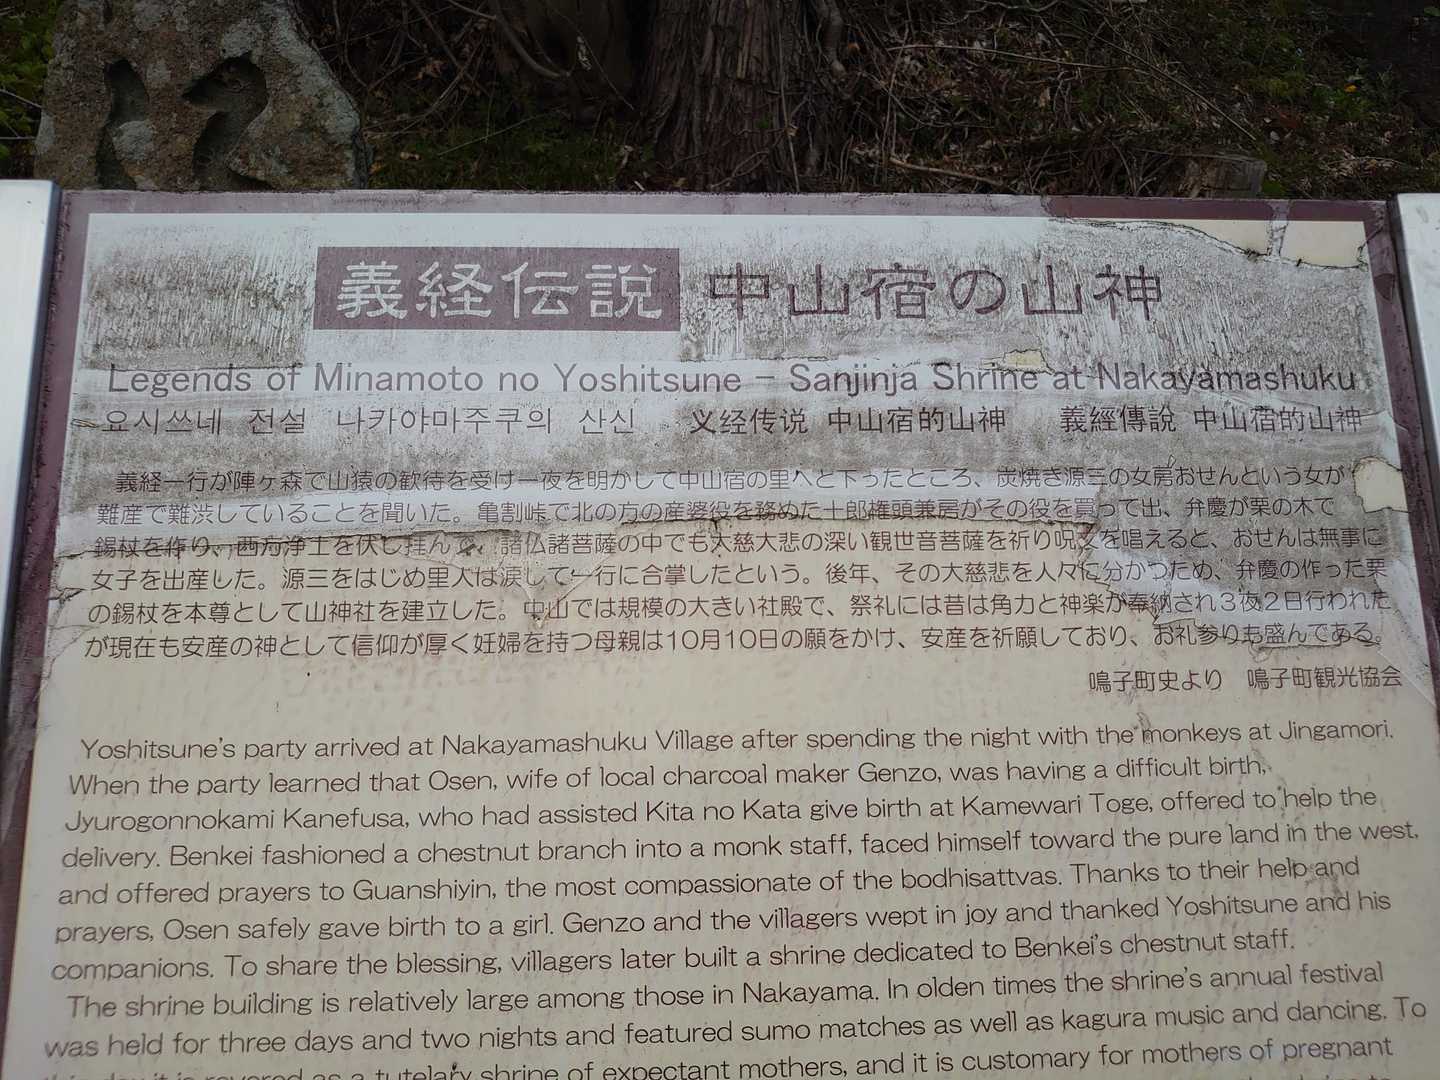 義経伝説 中山宿の山神
Legends of Minamoto no Yoshitsune – Sanjinja Shrine at Nakayamashuku
요시쓰네 전설 나카야마주쿠의 산신 义经传说 中山宿的山神 義經傳說 中山宿的山神
義経一行が陣ヶ森で山猿の歓待を受け一夜を明かして中山宿の里へと下ったところ、炭焼き源三の女房おせんという女が
難産で難渋していることを聞いた。亀割峠で北の方の産婆役を務めた十郎権頭兼房がその役を買って出、弁慶が栗の木で
錫杖を作り、西方浄土を伏し拝んで、諸仏諸菩薩の中でも大慈大悲の深い観世音菩薩を祈り呪文を唱えると、おせんは無事に
女子を出産した。源三をはじめ里人は涙して一行に合掌したという。後年、その大慈悲を人々に分かつため、弁慶の作った栗
の錫杖を本尊として山神社を建立した。中山では規模の大きい社殿で、祭礼には昔は角力と神楽が奉納され3夜2日行われた
が現在も安産の神として信仰が厚く妊婦を持つ母親は10月10日の願をかけ、安産を祈願しており、お礼参りも盛んである。
鳴子町史より 鳴子町観光協会
Yoshitsune's party arrived at Nakayamashuku Village after spending the night with the monkeys at Jingamori.
When the party learned that Osen, wife of local charcoal maker Genzo, was having a difficult birth,
Jyurogonnokami Kanefusa, who had assisted Kita no Kata give birth at Kamewari Toge, offered to help the
delivery. Benkei fashioned a chestnut branch into a monk staff, faced himself toward the pure land in the west,
and offered prayers to Guanshiyin, the most compassionate of the bodhisattvas. Thanks to their help and
prayers, Osen safely gave birth to a girl. Genzo and the villagers wept in joy and thanked Yoshitsune and his
companions. To share the blessing, villagers later built a shrine dedicated to Benkei's chestnut staff.
The shrine building is relatively large among those in Nakayama. In olden times the shrine's annual festival
was held for three days and two nights and featured sumo matches as well as kagura music and dancing. To
this day it is revered as a tutelary shrine of expectant mothers, and it is customary for mothers of pregnant